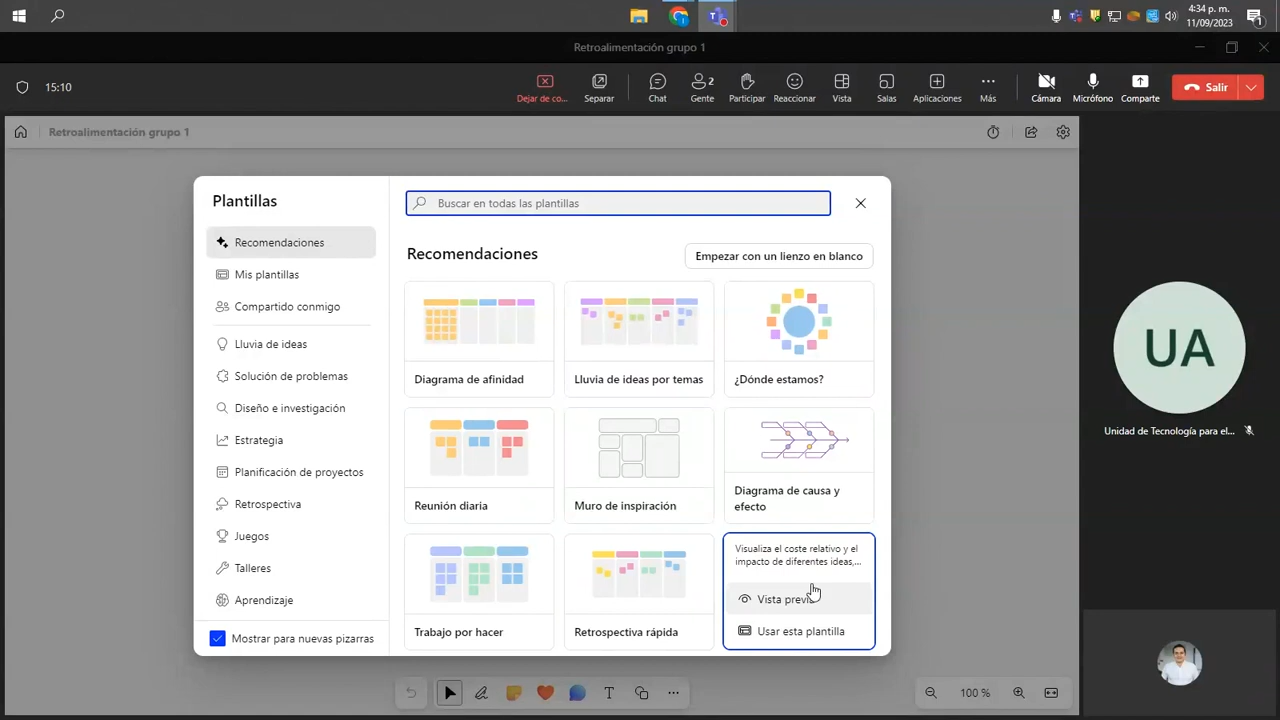 4:34 p. m.
11/09/2023
1
Retroalimentación grupo 1
15:10
Dejar de co...
Separar
Chat
2
Gente
Participar
Reaccionar
Vista
Salas
Aplicaciones
Más
Cámara
Micrófono
Comparte
Salir
Retroalimentación grupo 1
Plantillas
Buscar en todas las plantillas
Recomendaciones
Mis plantillas
Compartido conmigo
Lluvia de ideas
Solución de problemas
Diseño e investigación
Estrategia
Planificación de proyectos
Retrospectiva
Juegos
Talleres
Aprendizaje
Mostrar para nuevas pizarras
Recomendaciones
Empezar con un lienzo en blanco
Diagrama de afinidad
Lluvia de ideas por temas
¿Dónde estamos?
Reunión diaria
Muro de inspiración
Diagrama de causa y
efecto
Trabajo por hacer
Retrospectiva rápida
Visualiza el coste relativo y el
impacto de diferentes ideas,...
Vista
Usar esta plantilla
UA
Unidad de Tecnología para el...
T
100 %